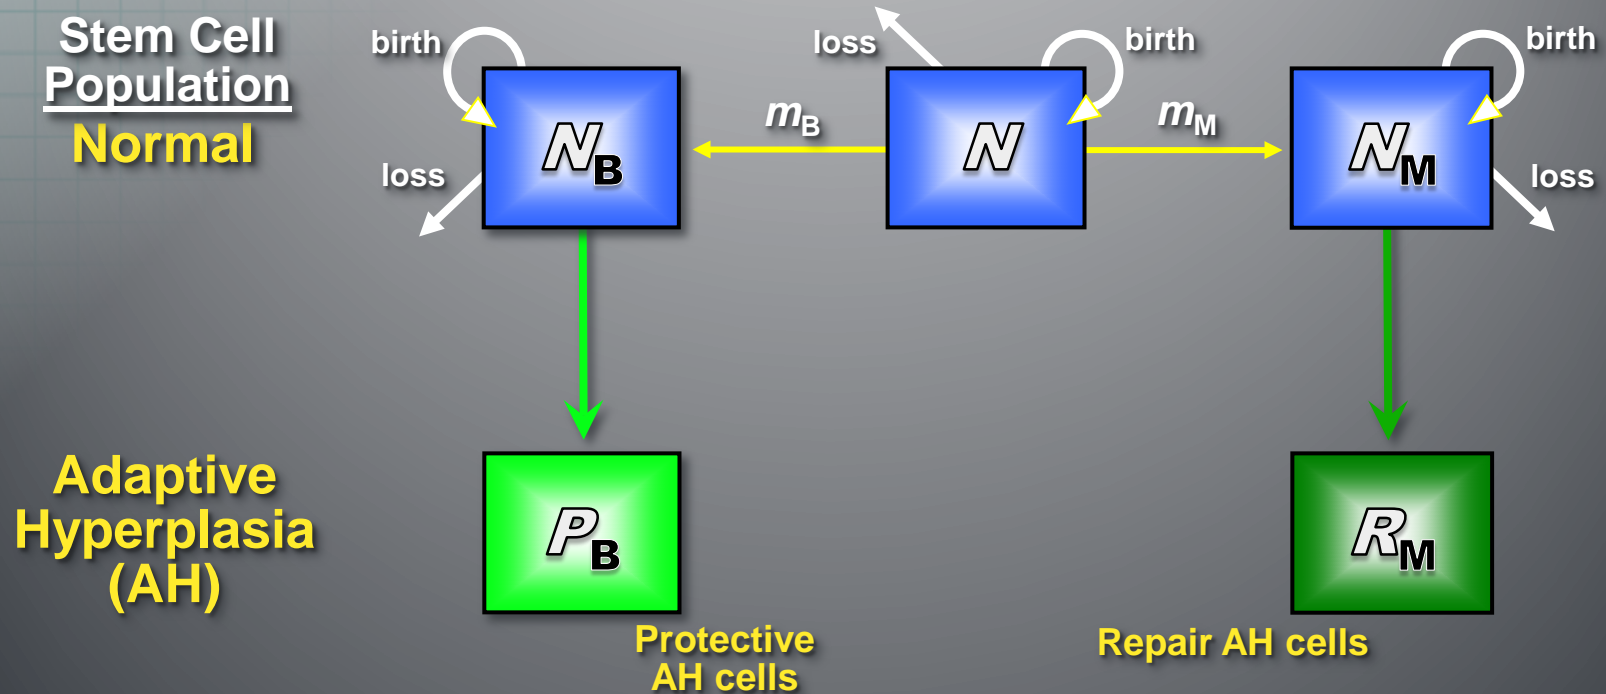 Stem Cell
Population
Normal
birth
loss
loss
birth
birth
loss
m_B
m_M
N_B
N
N_M
Adaptive
Hyperplasia
(AH)
P_B
R_M
Protective
AH cells
Repair AH cells